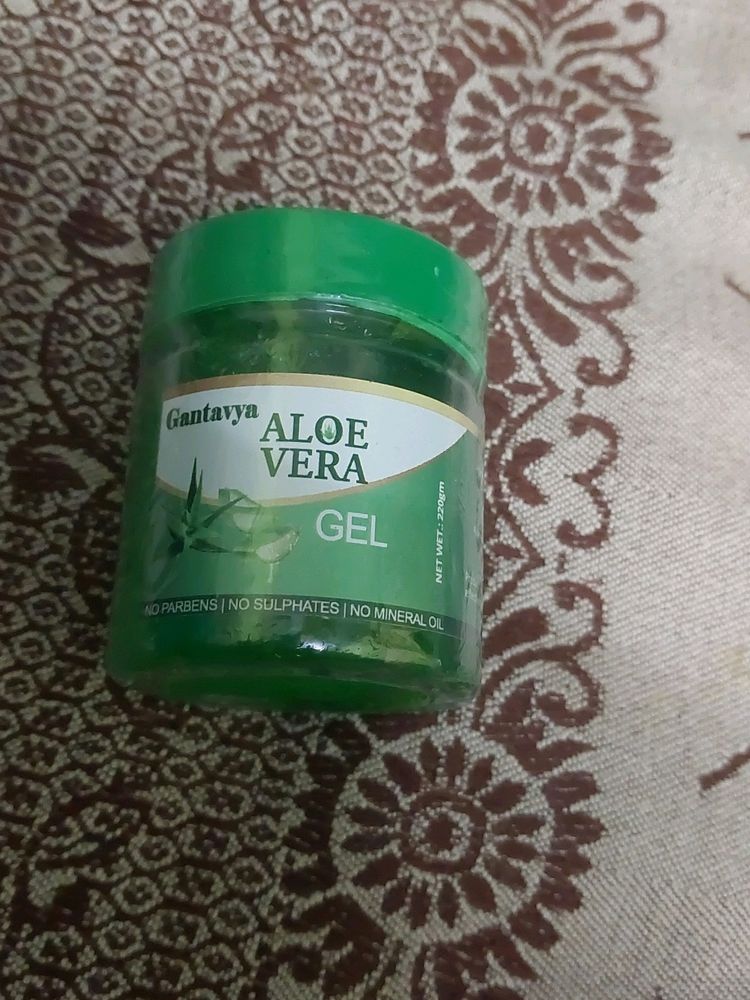 Gantavya
ALOE
VERA
GEL
NET WET.: 220gm
NO PARBENS | NO SULPHATES | NO MINERAL OIL